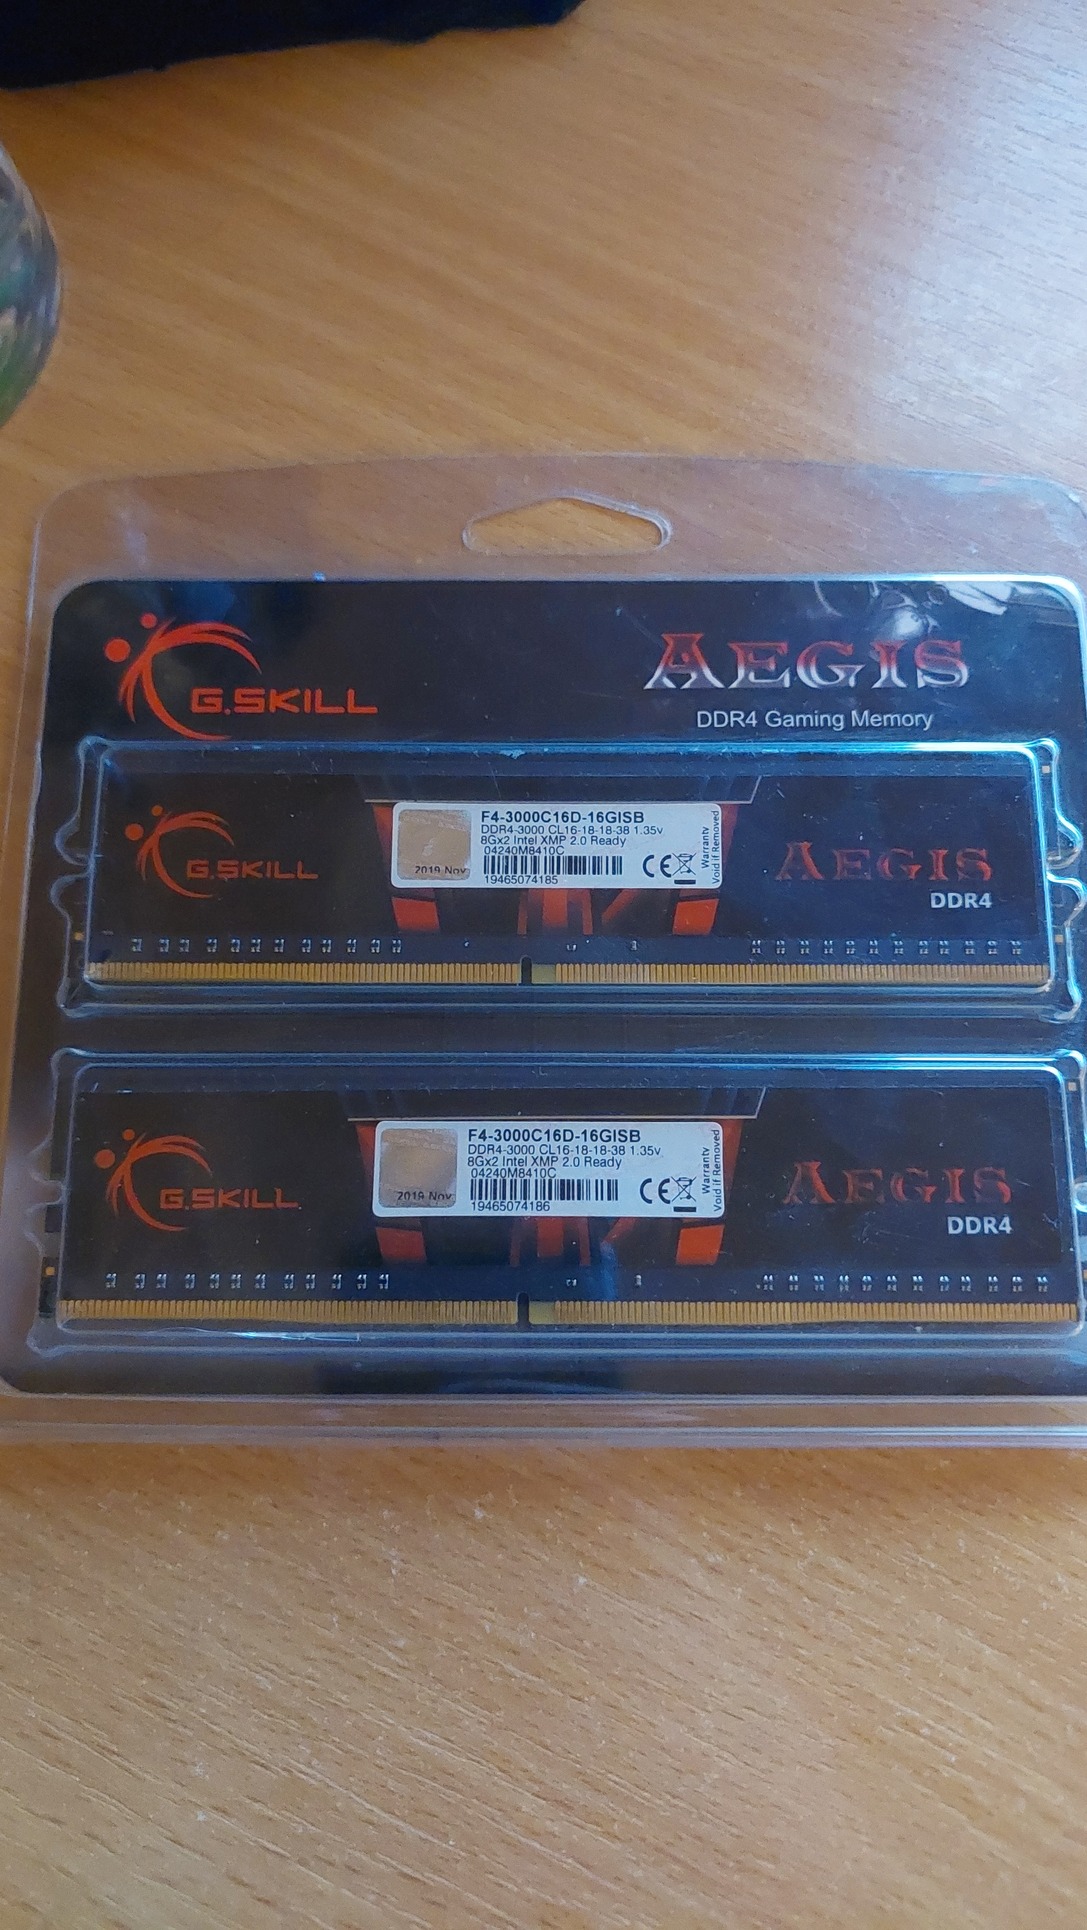 G.SKILL
AEGIS
DDR4 Gaming Memory
G.SKILL
2019 Nov
F4-3000C16D-16GISB
DDR4-3000 CL16-18-18-38 1.35v
8Gx2 Intel XMP 2.0 Ready
04240M8410C
19465074185
CE
Warranty
Void if Removed
AEGIS
DDR4
G.SKILL
2019 Nov
F4-3000C16D-16GISB
DDR4-3000 CL16-18-18-38 1.35v
8Gx2 Intel XMP 2.0 Ready
04240M8410C
19465074186
CE
Warranty
Void if Removed
AEGIS
DDR4